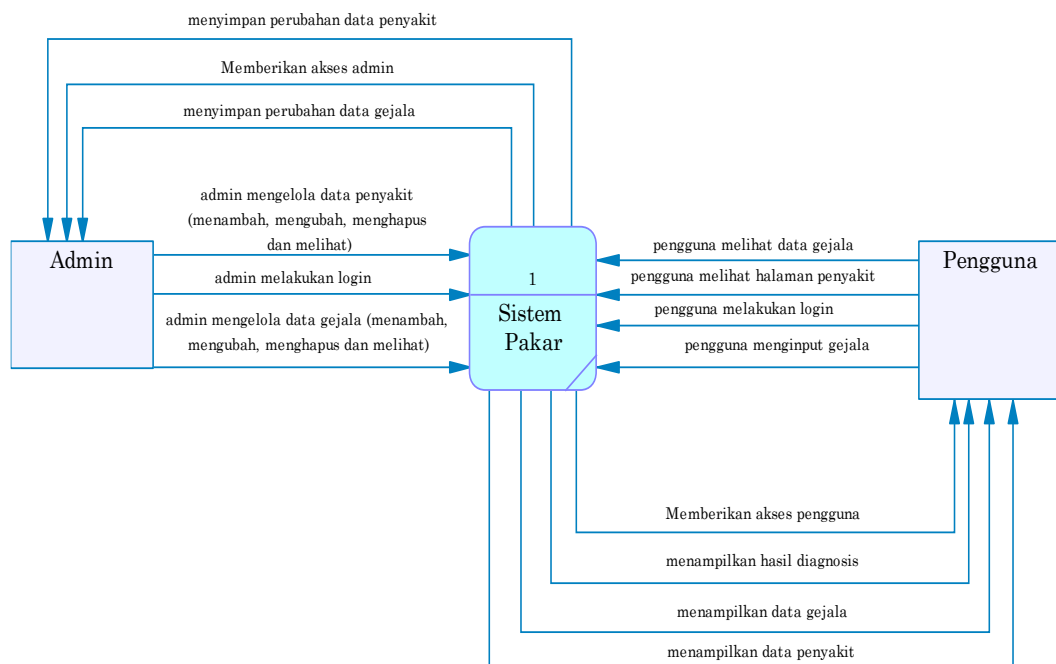 menyimpan perubahan data penyakit
Memberikan akses admin
menyimpan perubahan data gejala
admin mengelola data penyakit
(menambah, mengubah, menghapus
dan melihat)
admin melakukan login
admin mengelola data gejala (menambah,
mengubah, menghapus dan melihat)
Admin
1
Sistem
Pakar
pengguna melihat data gejala
pengguna melihat halaman penyakit
pengguna melakukan login
pengguna menginput gejala
Pengguna
Memberikan akses pengguna
menampilkan hasil diagnosis
menampilkan data gejala
menampilkan data penyakit